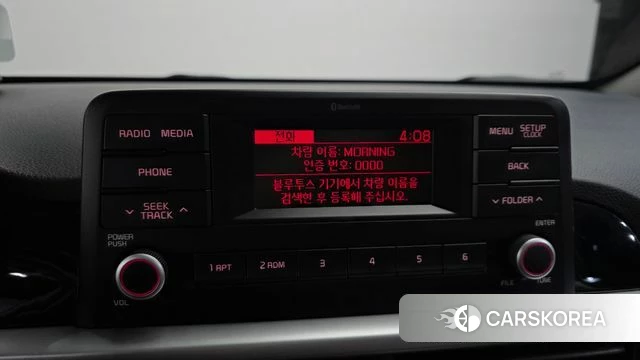 Bluetooth
RADIO MEDIA
PHONE
SEEK
TRACK
POWER
PUSH
VOL
전화 4:08
차량 이름: MORNING
인증 번호: 0000
블루투스 기기에서 차량 이름을
검색한 후 등록해 주십시오.
1 RPT 2 RDM 3 4 5 6
MENU SETUP
CLOCK
BACK
FOLDER
ENTER
FILE TUNE
CARSKOREA